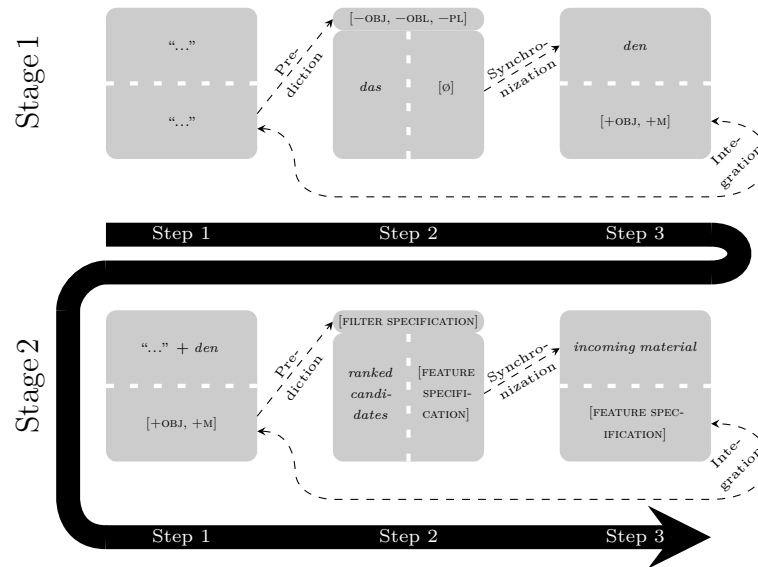 Stage 1
“...”
“...”
Pre-
diction
[−OBJ, −OBL, −PL]
das
[Ø]
Synchro-
nization
den
[+OBJ, +M]
Inte-
gration
Step 1
Step 2
Step 3
Stage 2
“...” + den
[+OBJ, +M]
Pre-
diction
[FILTER SPECIFICATION]
ranked
candi-
dates
[FEATURE
SPECIFI-
CATION]
Synchro-
nization
incoming material
[FEATURE SPEC-
IFICATION]
Inte-
gration
Step 1
Step 2
Step 3